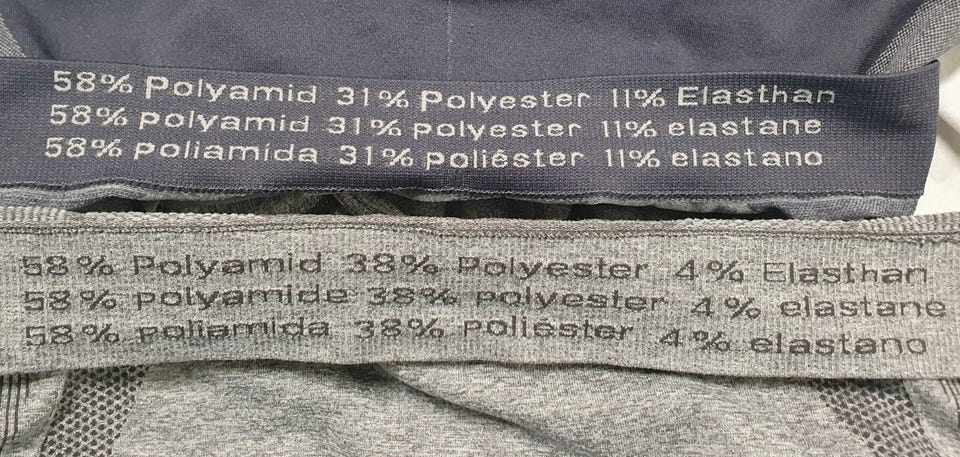 58% Polyamid 31% Polyester 11% Elasthan
58% polyamid 31% polyester 11% elastane
58% poliamida 31% poliéster 11% elastano
58% Polyamid 38% Polyester 4% Elasthan
58% polyamide 38% polyester 4% elastane
58% poliamida 38% poliéster 4% elastano